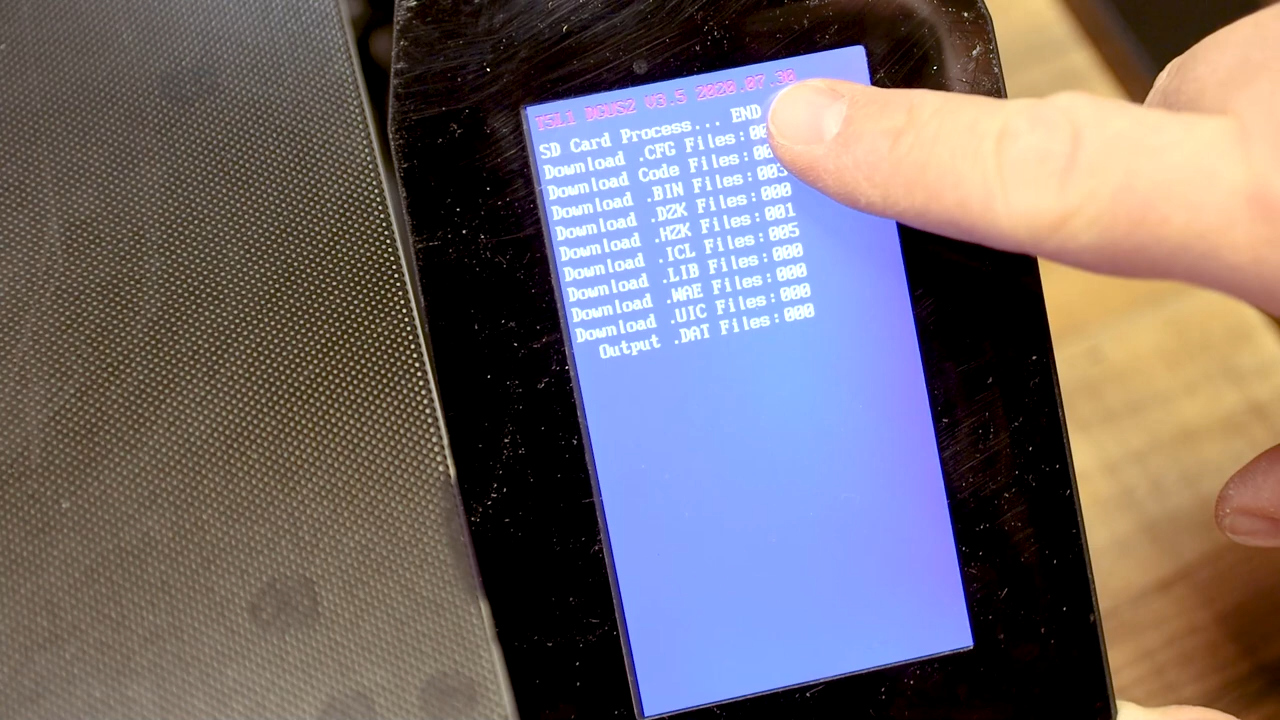 T5L1 DGUS2 V3.5 2020.07.30
SD Card Process... END
Download .CFG Files:
Download Code Files:
Download .BIN Files:003
Download .DZK Files:000
Download .HZK Files:001
Download .ICL Files:005
Download .LIB Files:000
Download .WAE Files:000
Download .UIC Files:000
Output .DAT Files:000